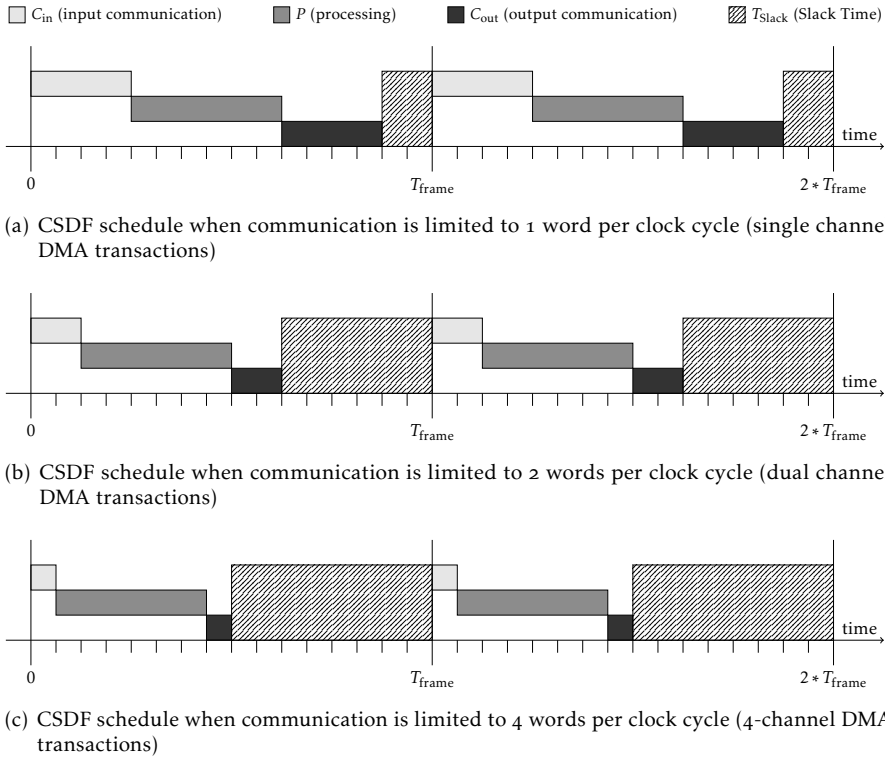 C_in (input communication) P (processing) C_out (output communication) T_Slack (Slack Time)
time
0 T_frame 2 * T_frame
(a) CSDF schedule when communication is limited to 1 word per clock cycle (single channe
DMA transactions)
time
0 T_frame 2 * T_frame
(b) CSDF schedule when communication is limited to 2 words per clock cycle (dual channe
DMA transactions)
time
0 T_frame 2 * T_frame
(c) CSDF schedule when communication is limited to 4 words per clock cycle (4-channel DMA
transactions)